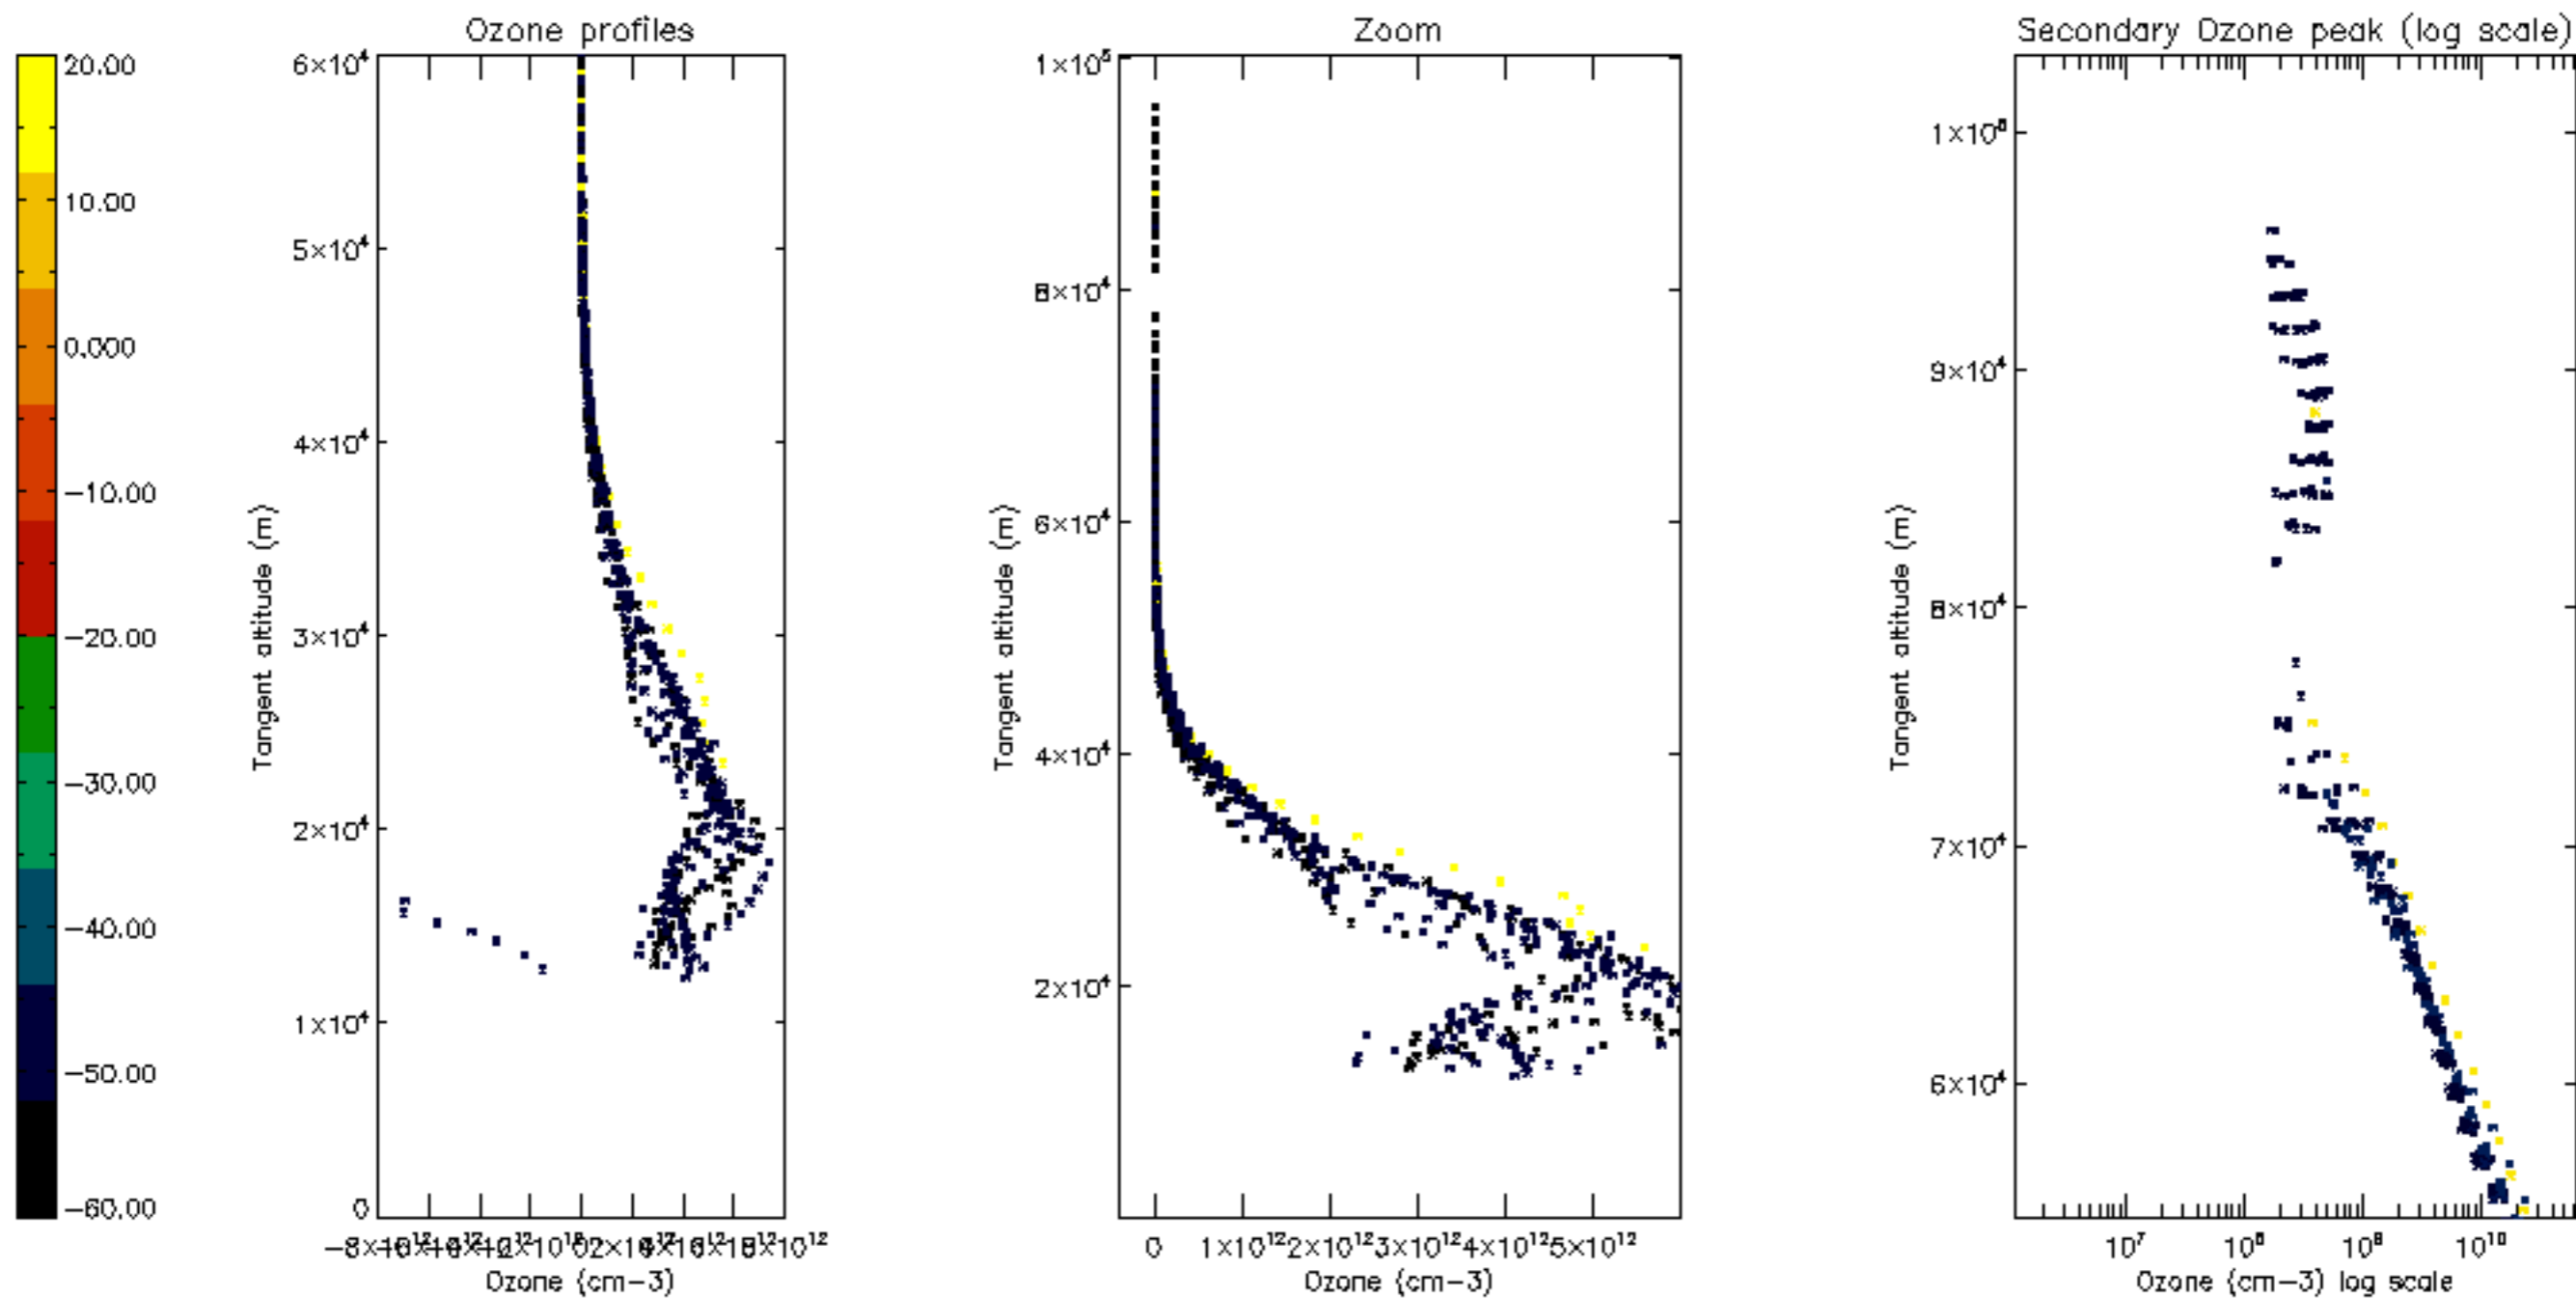 Ozone profiles
Zoom
Secondary Ozone peak (log scale)
20.00
10.00
0.000
−10.00
−20.00
−30.00
−40.00
−50.00
−60.00
Tangent altitude (m)
6×10⁴
5×10⁴
4×10⁴
3×10⁴
2×10⁴
1×10⁴
0
Ozone (cm−3)
Tangent altitude (m)
1×10⁵
8×10⁴
6×10⁴
4×10⁴
2×10⁴
0 1×10¹² 2×10¹² 3×10¹² 4×10¹² 5×10¹²
Ozone (cm−3)
Tangent altitude (m)
9×10⁴
8×10⁴
7×10⁴
6×10⁴
10⁷ 10⁸ 10⁹ 10¹⁰
Ozone (cm−3) log scale